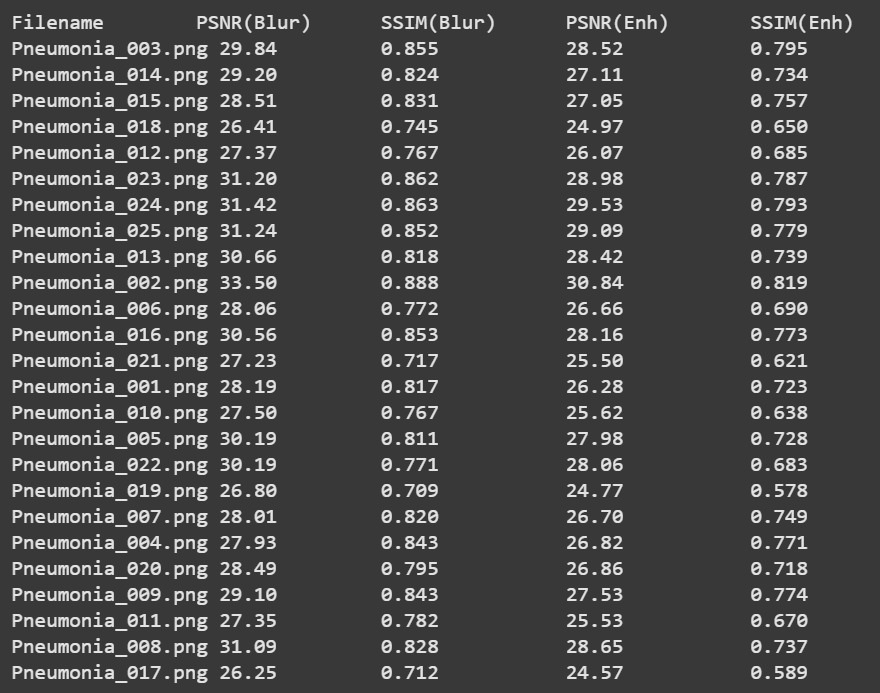 Filename PSNR(Blur) SSIM(Blur) PSNR(Enh) SSIM(Enh)
Pneumonia_003.png 29.84 0.855 28.52 0.795
Pneumonia_014.png 29.20 0.824 27.11 0.734
Pneumonia_015.png 28.51 0.831 27.05 0.757
Pneumonia_018.png 26.41 0.745 24.97 0.650
Pneumonia_012.png 27.37 0.767 26.07 0.685
Pneumonia_023.png 31.20 0.862 28.98 0.787
Pneumonia_024.png 31.42 0.863 29.53 0.793
Pneumonia_025.png 31.24 0.852 29.09 0.779
Pneumonia_013.png 30.66 0.818 28.42 0.739
Pneumonia_002.png 33.50 0.888 30.84 0.819
Pneumonia_006.png 28.06 0.772 26.66 0.690
Pneumonia_016.png 30.56 0.853 28.16 0.773
Pneumonia_021.png 27.23 0.717 25.50 0.621
Pneumonia_001.png 28.19 0.817 26.28 0.723
Pneumonia_010.png 27.50 0.767 25.62 0.638
Pneumonia_005.png 30.19 0.811 27.98 0.728
Pneumonia_022.png 30.19 0.771 28.06 0.683
Pneumonia_019.png 26.80 0.709 24.77 0.578
Pneumonia_007.png 28.01 0.820 26.70 0.749
Pneumonia_004.png 27.93 0.843 26.82 0.771
Pneumonia_020.png 28.49 0.795 26.86 0.718
Pneumonia_009.png 29.10 0.843 27.53 0.774
Pneumonia_011.png 27.35 0.782 25.53 0.670
Pneumonia_008.png 31.09 0.828 28.65 0.737
Pneumonia_017.png 26.25 0.712 24.57 0.589